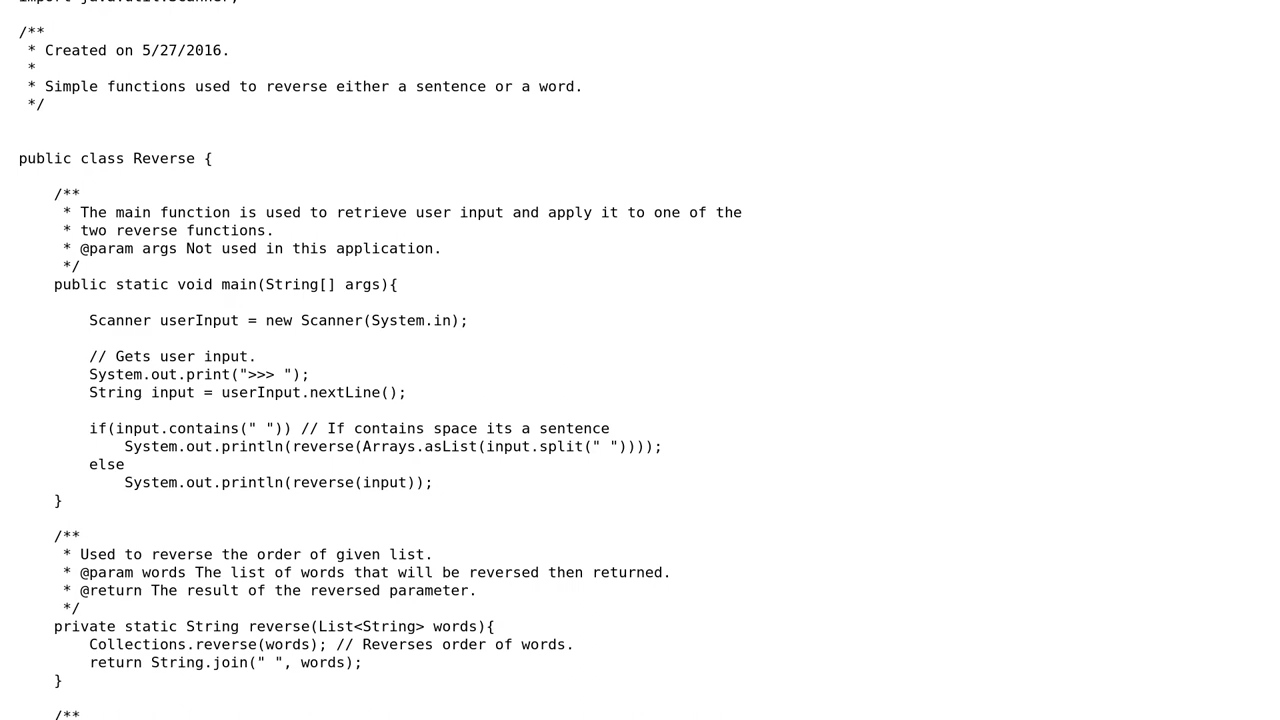 import java.util.Scanner;
/**
 * Created on 5/27/2016.
 *
 * Simple functions used to reverse either a sentence or a word.
 */
public class Reverse {
    /**
     * The main function is used to retrieve user input and apply it to one of the
     * two reverse functions.
     * @param args Not used in this application.
     */
    public static void main(String[] args){
        Scanner userInput = new Scanner(System.in);
        // Gets user input.
        System.out.print(">>> ");
        String input = userInput.nextLine();
        if(input.contains(" ")) // If contains space its a sentence
            System.out.println(reverse(Arrays.asList(input.split(" "))));
        else
            System.out.println(reverse(input));
    }
    /**
     * Used to reverse the order of given list.
     * @param words The list of words that will be reversed then returned.
     * @return The result of the reversed parameter.
     */
    private static String reverse(List<String> words){
        Collections.reverse(words); // Reverses order of words.
        return String.join(" ", words);
    }
    /**